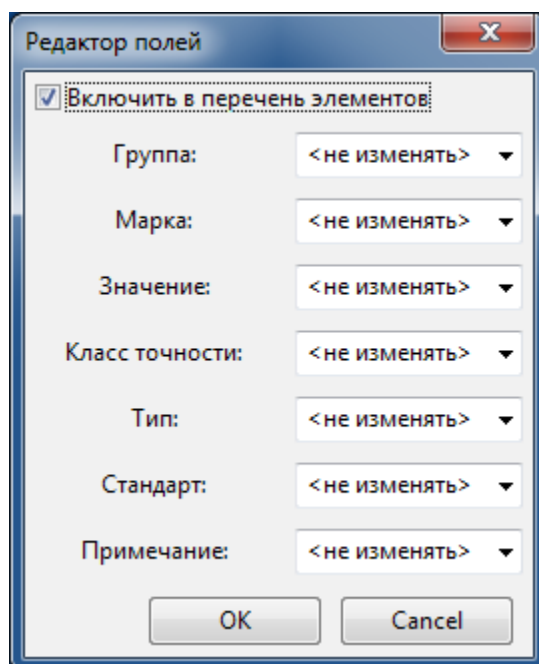 Редактор полей
Включить в перечень элементов
Группа: <не изменять>
Марка: <не изменять>
Значение: <не изменять>
Класс точности: <не изменять>
Тип: <не изменять>
Стандарт: <не изменять>
Примечание: <не изменять>
OK Cancel